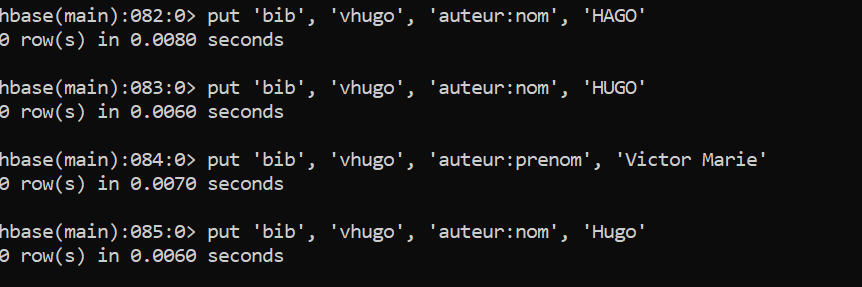 hbase(main):082:0> put 'bib', 'vhugo', 'auteur:nom', 'HAGO'
0 row(s) in 0.0080 seconds
hbase(main):083:0> put 'bib', 'vhugo', 'auteur:nom', 'HUGO'
0 row(s) in 0.0060 seconds
hbase(main):084:0> put 'bib', 'vhugo', 'auteur:prenom', 'Victor Marie'
0 row(s) in 0.0070 seconds
hbase(main):085:0> put 'bib', 'vhugo', 'auteur:nom', 'Hugo'
0 row(s) in 0.0060 seconds